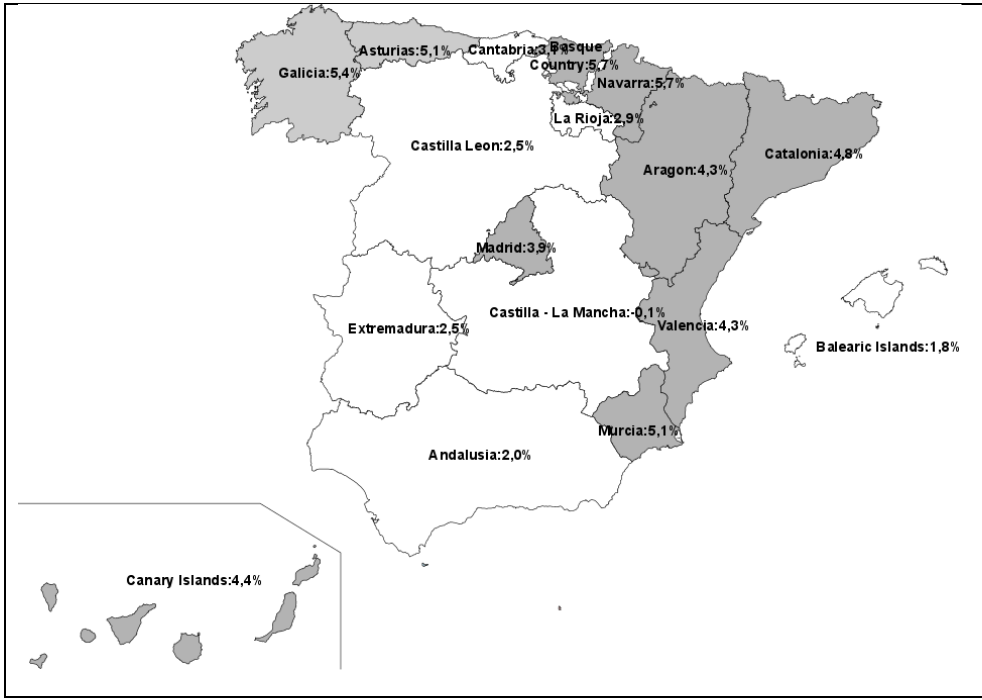 Asturias:5,1%
Cantabria:3,1%
Basque
Country:5,7%
Galicia:5,4%
Navarra:5,7%
La Rioja:2,9%
Castilla Leon:2,5%
Catalonia:4,8%
Aragon:4,3%
Madrid:3,9%
Castilla - La Mancha:-0,1%
Extremadura:2,5%
Valencia:4,3%
Balearic Islands:1,8%
Murcia:5,1%
Andalusia:2,0%
Canary Islands:4,4%